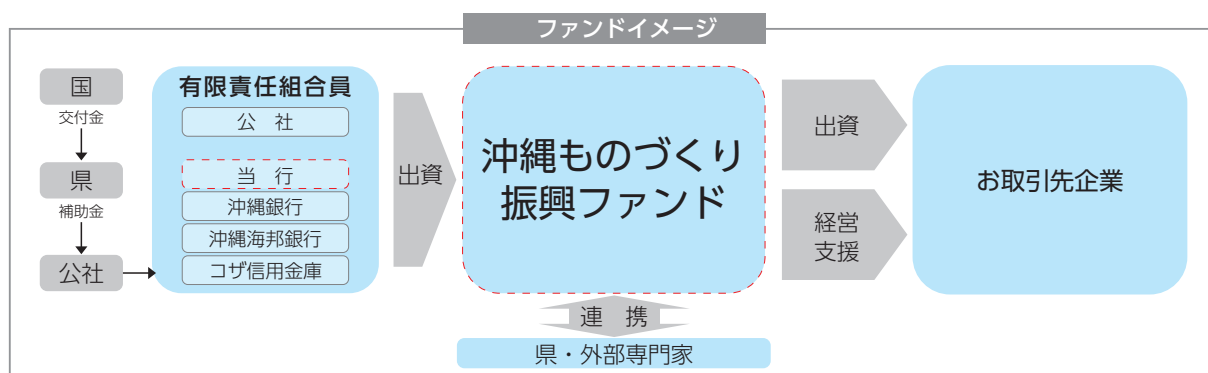 ファンドイメージ
国
交付金
県
補助金
公社
有限責任組合員
公　社
当　行
沖縄銀行
沖縄海邦銀行
コザ信用金庫
出資
沖縄ものづくり
振興ファンド
連　携
県・外部専門家
出資
経営
支援
お取引先企業